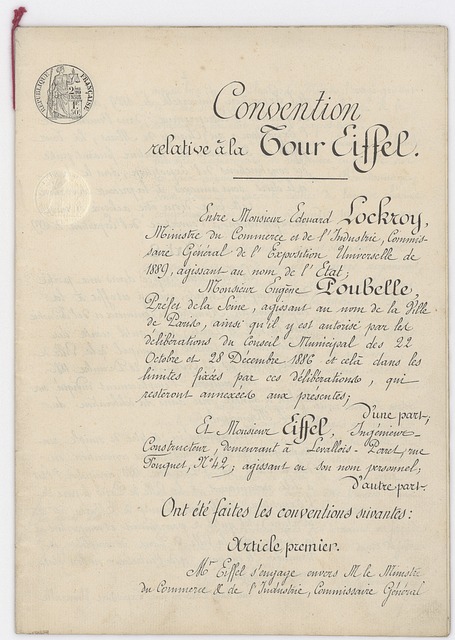 RÉPUBLIQUE FRANÇAISE
Convention
relative à la Tour Eiffel.
Entre Monsieur Edouard Lockroy,
Ministre du Commerce et de l'Industrie, Commis-
saire Général de l'Exposition Universelle de
1889, agissant au nom de l'Etat;
Monsieur Eugène Poubelle,
Préfet de la Seine, agissant au nom de la Ville
de Paris, ainsi qu'il y est autorisé par les
délibérations du Conseil Municipal des 22
Octobre et 28 Décembre 1886 et celà dans les
limites fixées par ces délibérations, qui
resteront annexées aux présentes;
D'une part;
Et Monsieur Eiffel, Ingénieur-
Constructeur, demeurant à Levallois-Perret, rue
Fouquet, N° 42; agissant en son nom personnel;
D'autre part.
Ont été faites les conventions suivantes:
Article premier.
Mr Eiffel s'engage envers M le Ministre
du Commerce & de l'Industrie, Commissaire Général